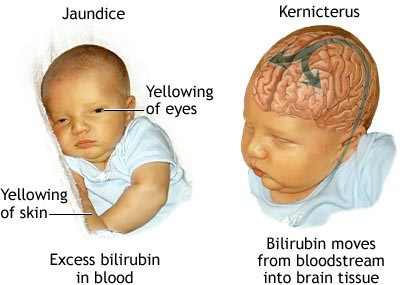 Jaundice
Yellowing
of eyes
Yellowing
of skin
Excess bilirubin
in blood
Kernicterus
Bilirubin moves
from bloodstream
into brain tissue